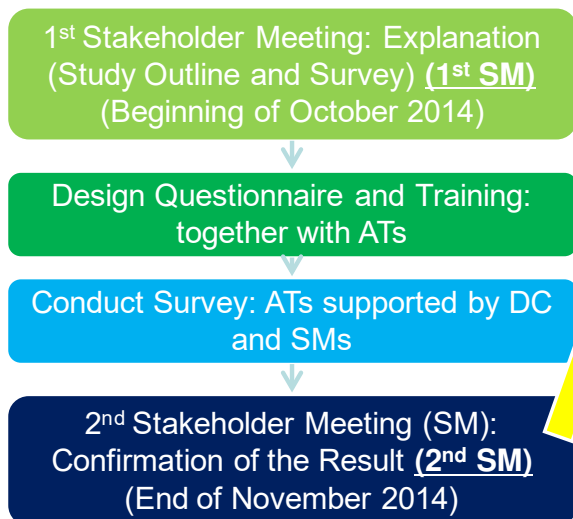 1st Stakeholder Meeting: Explanation
(Study Outline and Survey) (1st SM)
(Beginning of October 2014)
Design Questionnaire and Training:
together with ATs
Conduct Survey: ATs supported by DC
and SMs
2nd Stakeholder Meeting (SM):
Confirmation of the Result (2nd SM)
(End of November 2014)